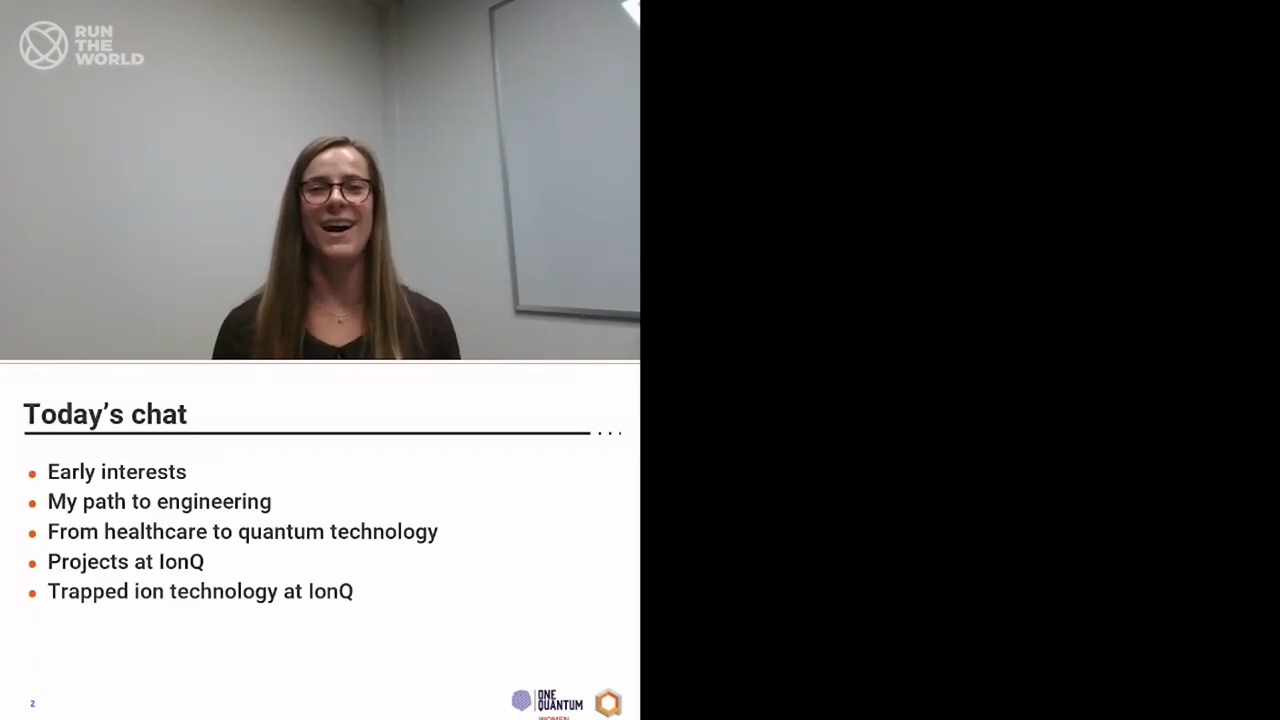 RUN
THE
WORLD
Today’s chat
Early interests
My path to engineering
From healthcare to quantum technology
Projects at IonQ
Trapped ion technology at IonQ
2
ONE
QUANTUM
WOMEN